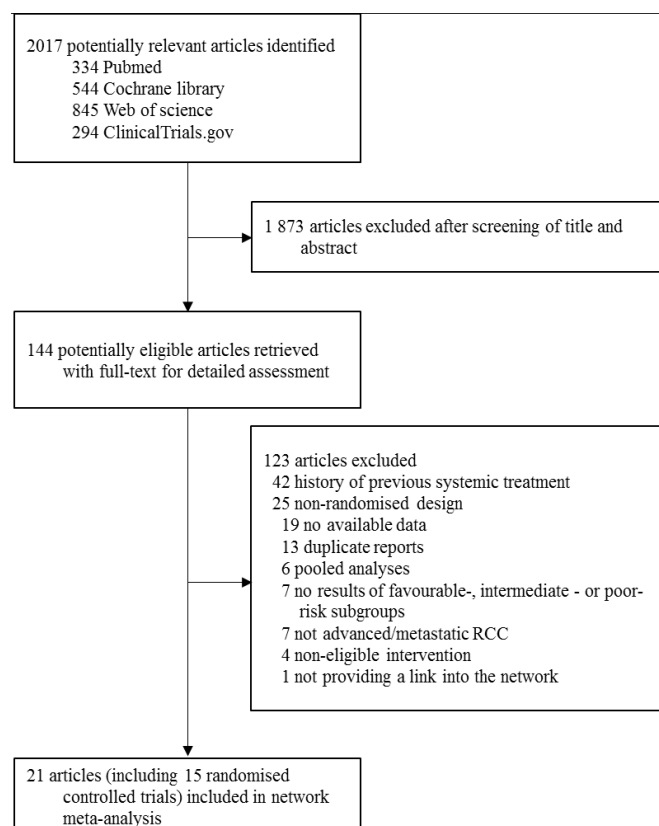 2017 potentially relevant articles identified
334 Pubmed
544 Cochrane library
845 Web of science
294 ClinicalTrials.gov
1 873 articles excluded after screening of title and
abstract
144 potentially eligible articles retrieved
with full-text for detailed assessment
123 articles excluded
42 history of previous systemic treatment
25 non-randomised design
19 no available data
13 duplicate reports
6 pooled analyses
7 no results of favourable-, intermediate - or poor-
risk subgroups
7 not advanced/metastatic RCC
4 non-eligible intervention
1 not providing a link into the network
21 articles (including 15 randomised
controlled trials) included in network
meta-analysis